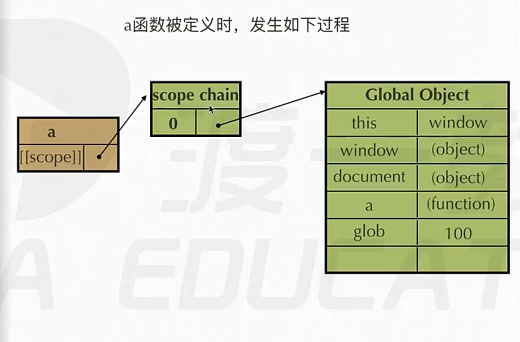 a函数被定义时，发生如下过程
scope chain
0
a
[[scope]]
Global Object
this window
window (object)
document (object)
a (function)
glob 100
渡一
A EDUCAT